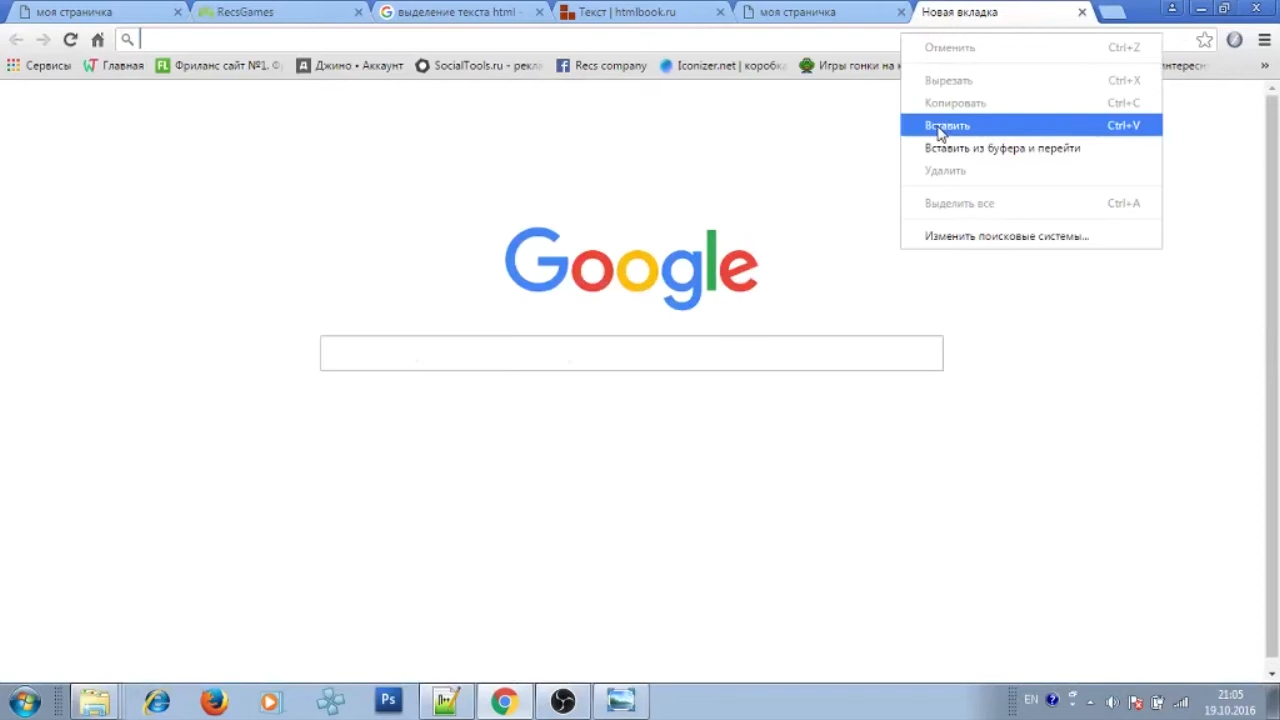 моя страничка
RecsGames
выделение текста html -
Текст | htmlbook.ru
моя страничка
Новая вкладка
Сервисы
Главная
FL Фриланс сайт №1. Ф
Д Джино • Аккаунт
SocialTools.ru - рекла
Recs company
Iconizer.net | коробка
Игры гонки на к
нтересн
Отменить Ctrl+Z
Вырезать Ctrl+X
Копировать Ctrl+C
Вставить Ctrl+V
Вставить из буфера и перейти
Удалить
Выделить все Ctrl+A
Изменить поисковые системы...
Google
Ps
EN
21:05
19.10.2016